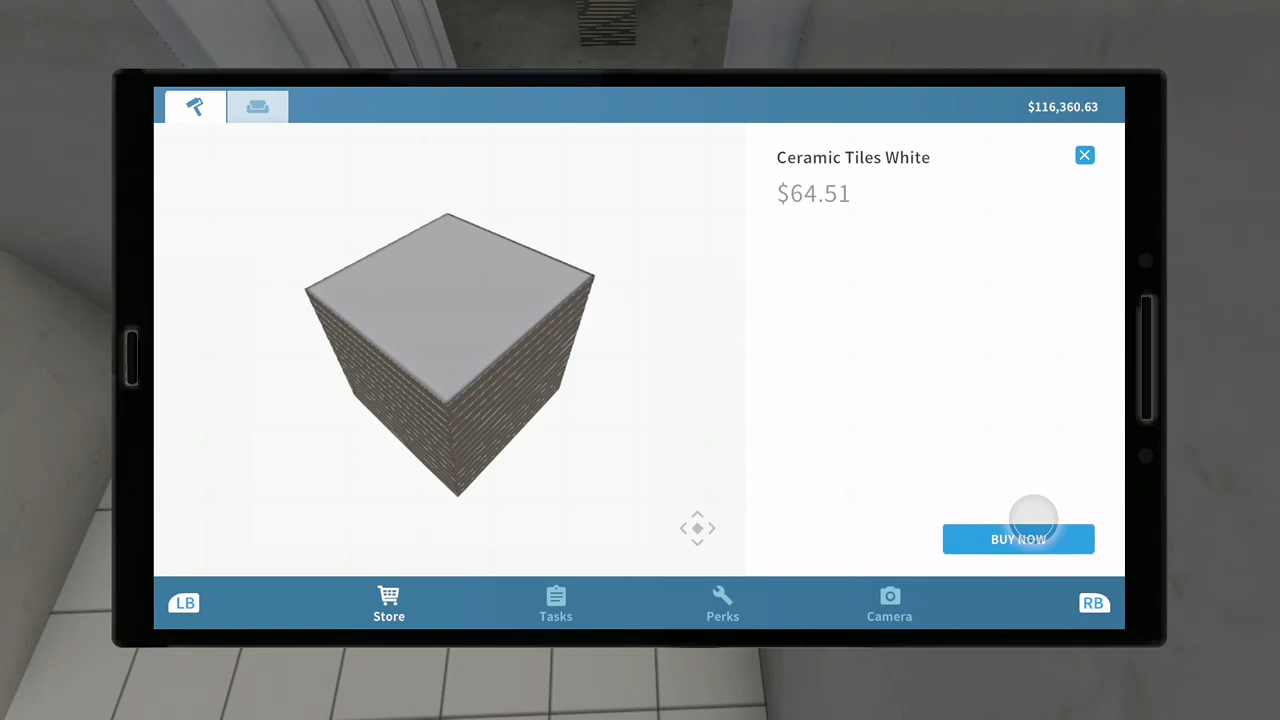 $116,360.63
Ceramic Tiles White
$64.51
BUY NOW
LB
Store
Tasks
Perks
Camera
RB